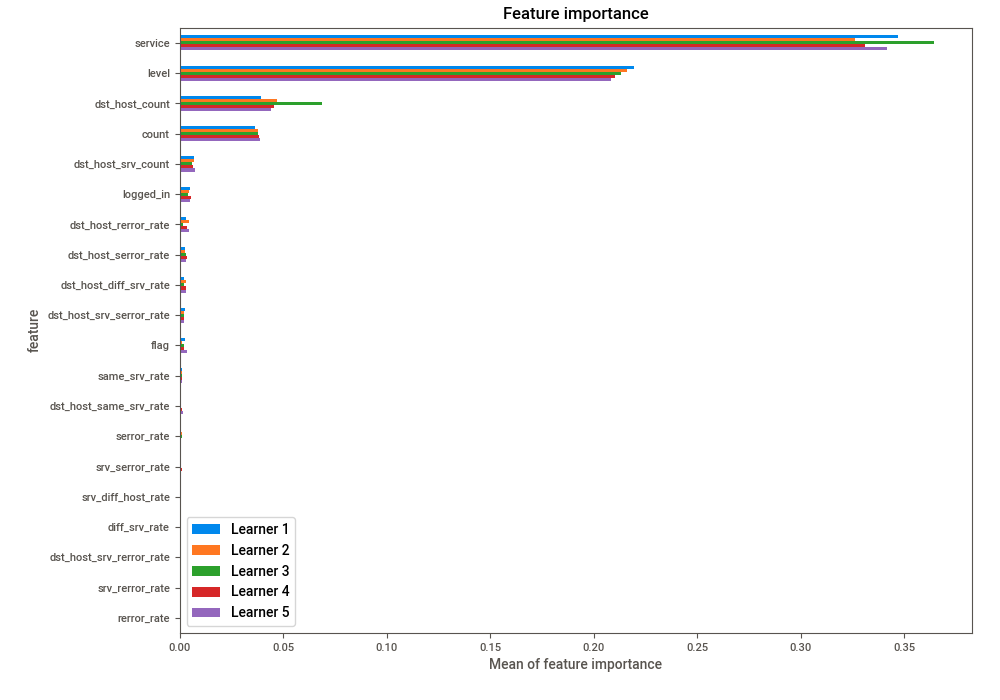 Feature importance
service
level
dst_host_count
count
dst_host_srv_count
logged_in
dst_host_rerror_rate
dst_host_serror_rate
dst_host_diff_srv_rate
dst_host_srv_serror_rate
flag
same_srv_rate
dst_host_same_srv_rate
serror_rate
srv_serror_rate
srv_diff_host_rate
diff_srv_rate
dst_host_srv_rerror_rate
srv_rerror_rate
rerror_rate
feature
Learner 1
Learner 2
Learner 3
Learner 4
Learner 5
0.00 0.05 0.10 0.15 0.20 0.25 0.30 0.35
Mean of feature importance